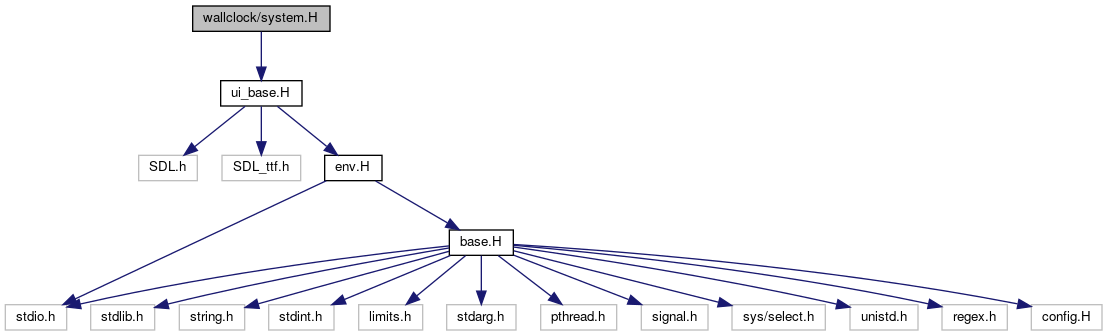 wallclock/system.H
ui_base.H
SDL.h
SDL_ttf.h
env.H
base.H
stdio.h
stdlib.h
string.h
stdint.h
limits.h
stdarg.h
pthread.h
signal.h
sys/select.h
unistd.h
regex.h
config.H